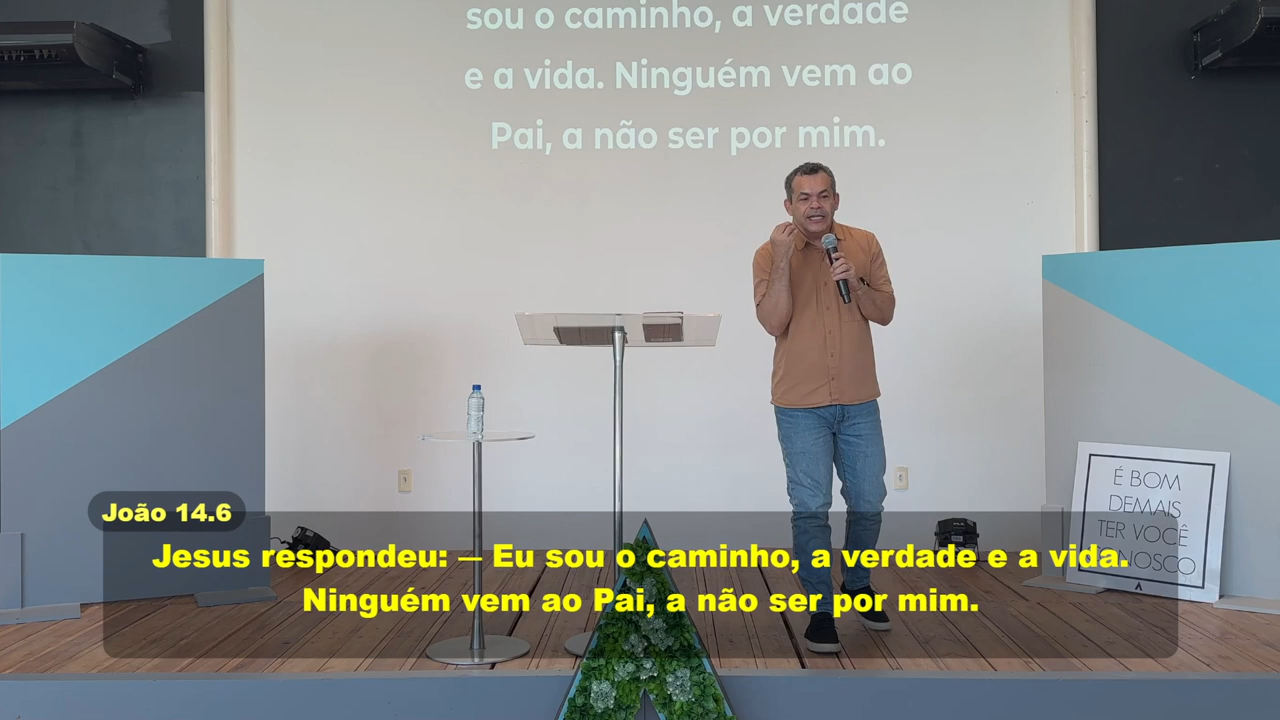 sou o caminho, a verdade
e a vida. Ninguém vem ao
Pai, a não ser por mim.
É BOM
DEMAIS
TER VOCÊ
NOSCO
João 14.6
Jesus respondeu: — Eu sou o caminho, a verdade e a vida.
Ninguém vem ao Pai, a não ser por mim.